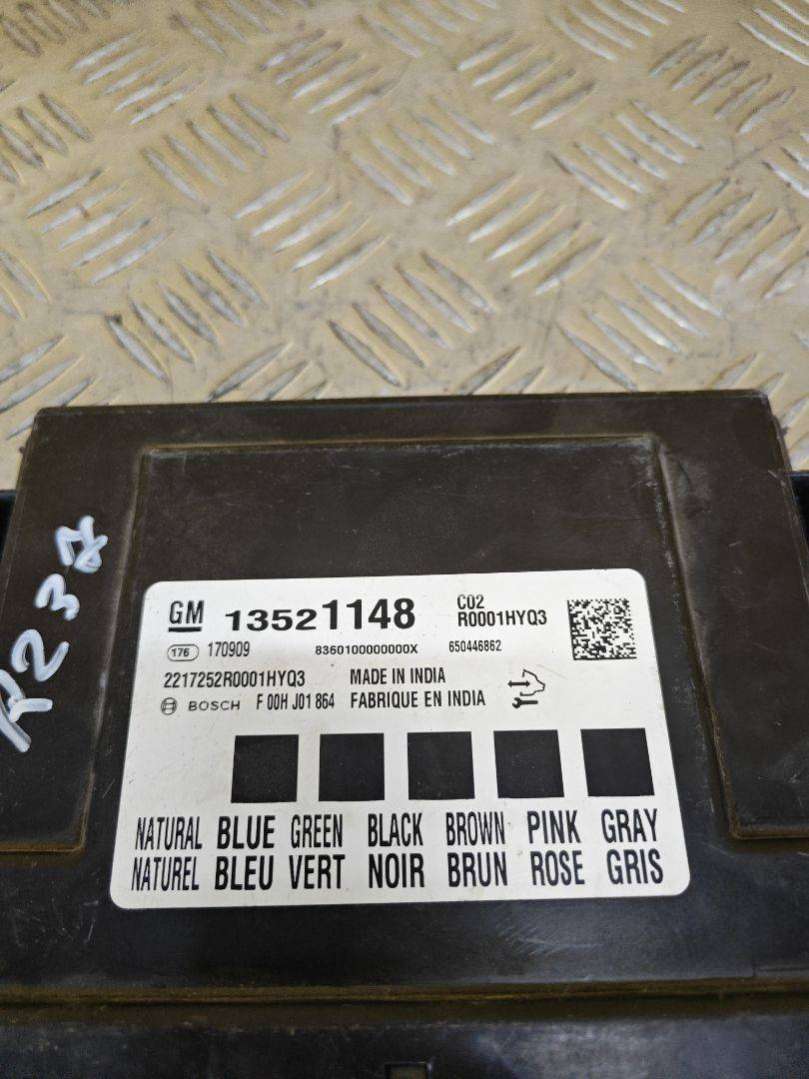 R237
GM 13521148 C02
R0001HYQ3
176 170909 8360100000000X 650446862
2217252R0001HYQ3 MADE IN INDIA
BOSCH F 00H J01 864 FABRIQUE EN INDIA
NATURAL BLUE GREEN BLACK BROWN PINK GRAY
NATUREL BLEU VERT NOIR BRUN ROSE GRIS